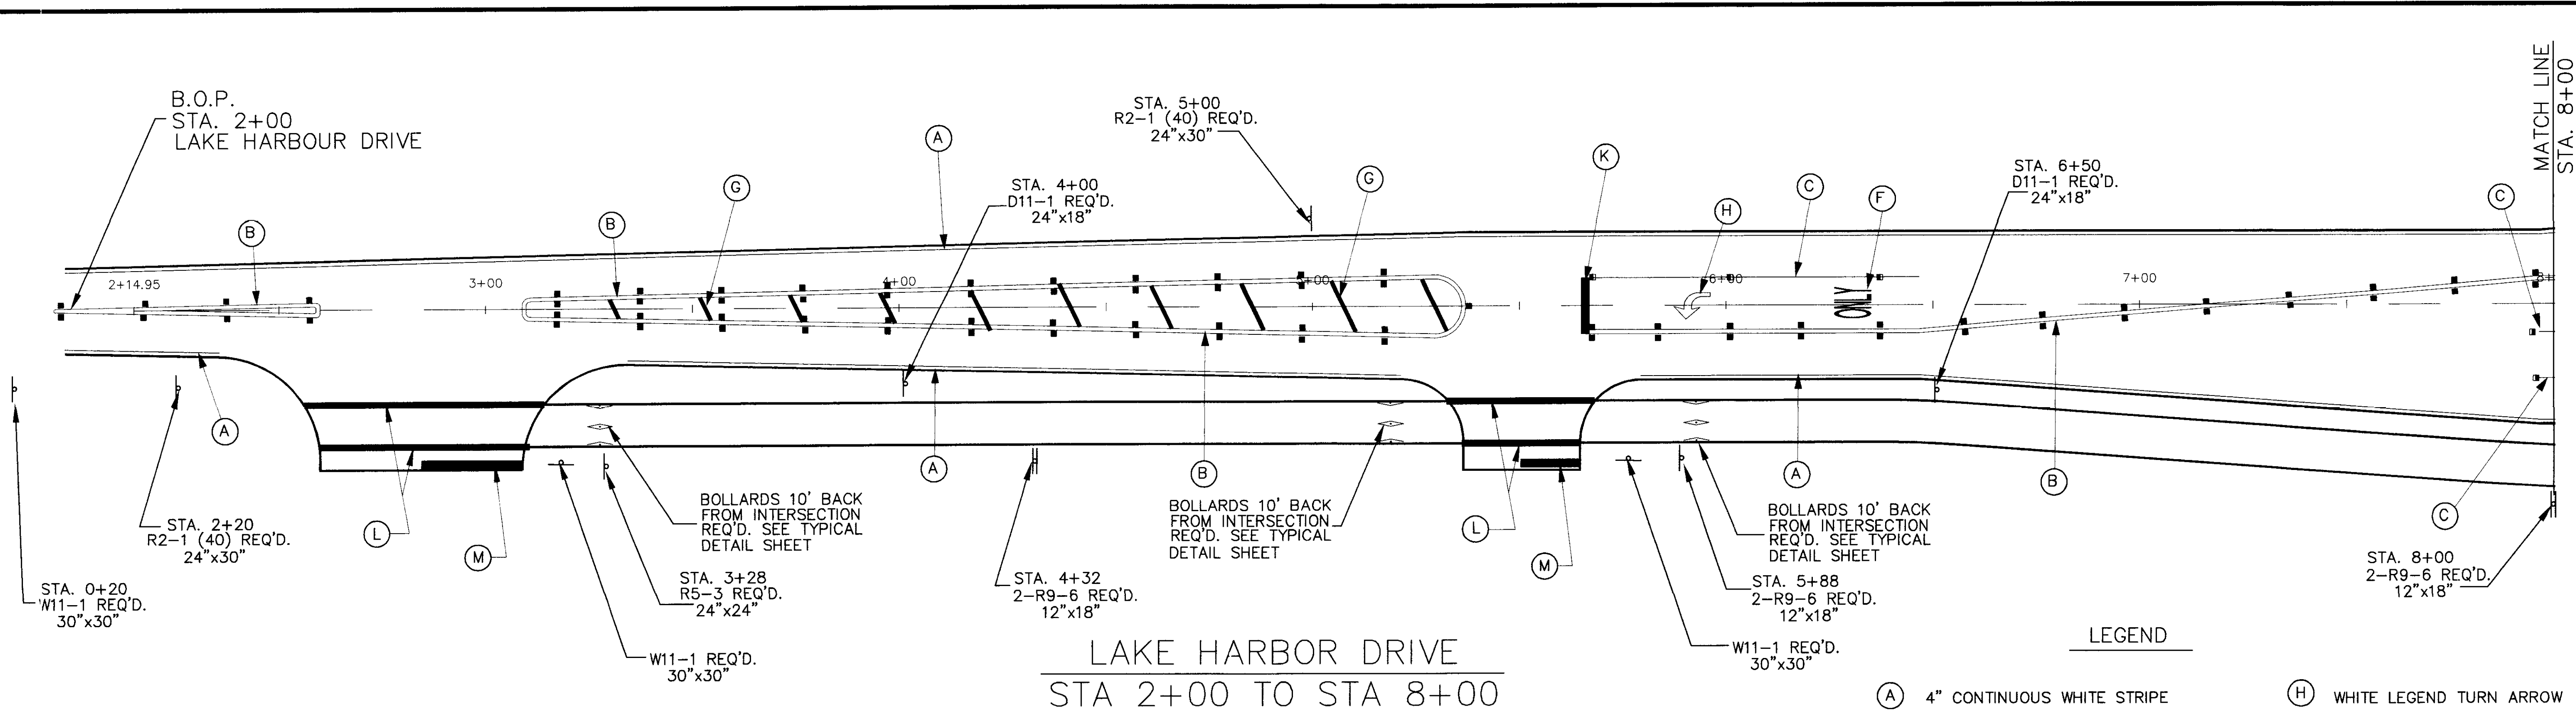 B.O.P.
STA. 2+00
LAKE HARBOUR DRIVE
STA. 5+00
R2-1 (40) REQ'D.
24"x30"
MATCH LINE
STA. 8+00
A
K
STA. 4+00
D11-1 REQ'D.
24"x18"
STA. 6+50
D11-1 REQ'D.
24"x18"
G
G
C
F
C
B
B
H
2+14.95
3+00
4+00
5+00
6+00
7+00
8+
ONLY
A
A
B
A
B
C
L
M
L
M
BOLLARDS 10' BACK
FROM INTERSECTION
REQ'D. SEE TYPICAL
DETAIL SHEET
BOLLARDS 10' BACK
FROM INTERSECTION
REQ'D. SEE TYPICAL
DETAIL SHEET
BOLLARDS 10' BACK
FROM INTERSECTION
REQ'D. SEE TYPICAL
DETAIL SHEET
STA. 2+20
R2-1 (40) REQ'D.
24"x30"
STA. 0+20
W11-1 REQ'D.
30"x30"
STA. 3+28
R5-3 REQ'D.
24"x24"
STA. 4+32
2-R9-6 REQ'D.
12"x18"
STA. 5+88
2-R9-6 REQ'D.
12"x18"
STA. 8+00
2-R9-6 REQ'D.
12"x18"
W11-1 REQ'D.
30"x30"
W11-1 REQ'D.
30"x30"
LAKE HARBOR DRIVE
STA 2+00 TO STA 8+00
LEGEND
A 4" CONTINUOUS WHITE STRIPE
H WHITE LEGEND TURN ARROW